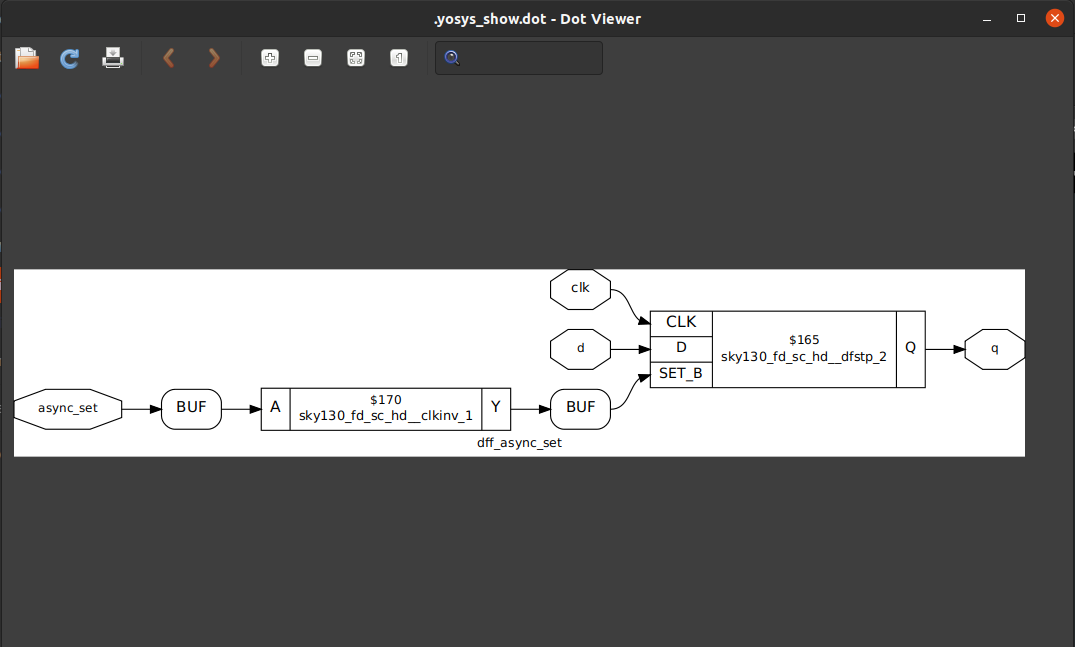 .yosys_show.dot - Dot Viewer
clk
CLK
d
D
$165
sky130_fd_sc_hd__dfstp_2
Q
q
SET_B
async_set
BUF
A
$170
sky130_fd_sc_hd__clkinv_1
Y
BUF
dff_async_set